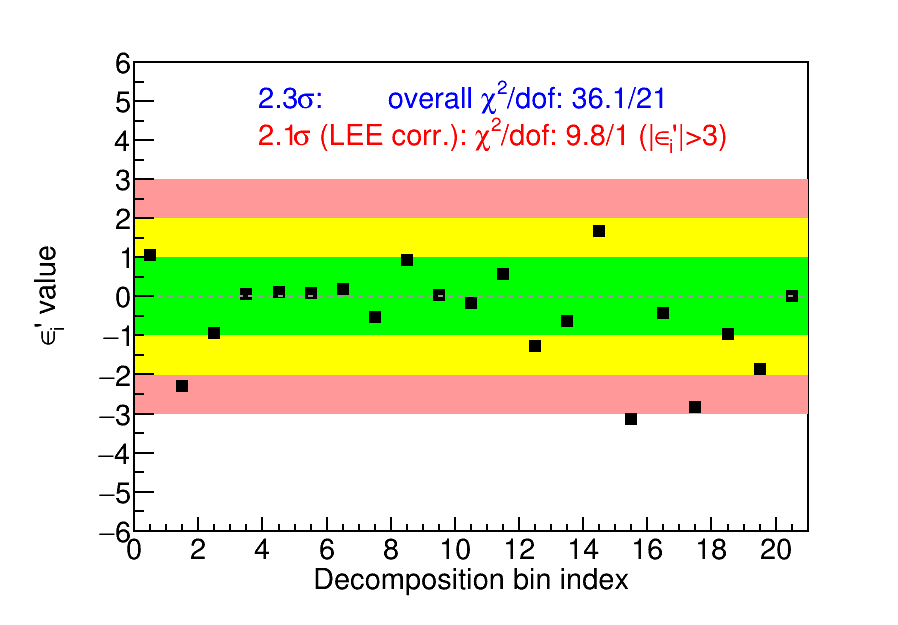 6
5
4
3
2
1
0
−1
−2
−3
−4
−5
−6
ϵᵢ' value
2.3σ: overall χ²/dof: 36.1/21
2.1σ (LEE corr.): χ²/dof: 9.8/1 (|ϵᵢ'|>3)
0 2 4 6 8 10 12 14 16 18 20
Decomposition bin index